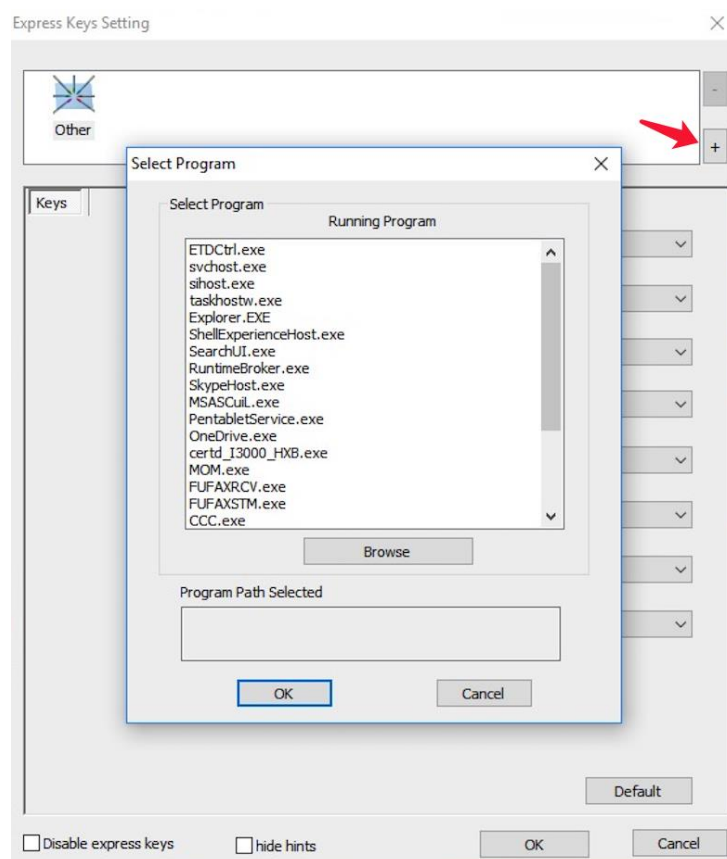 Express Keys Setting
-
Other
+
Select Program
Keys
Select Program
Running Program
ETDCtrl.exe
svchost.exe
sihost.exe
taskhostw.exe
Explorer.EXE
ShellExperienceHost.exe
SearchUI.exe
RuntimeBroker.exe
SkypeHost.exe
MSASCuiL.exe
PentabletService.exe
OneDrive.exe
certd_I3000_HXB.exe
MOM.exe
FUFAXRCV.exe
FUFAXSTM.exe
CCC.exe
Browse
Program Path Selected
OK Cancel
Default
Disable express keys hide hints OK Cancel